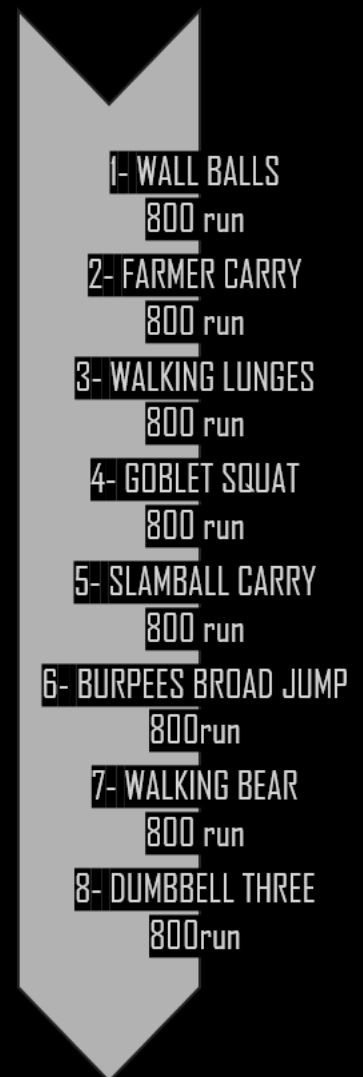 1- WALL BALLS
800 run
2- FARMER CARRY
800 run
3- WALKING LUNGES
800 run
4- GOBLET SQUAT
800 run
5- SLAMBALL CARRY
800 run
6- BURPEES BROAD JUMP
800run
7- WALKING BEAR
800 run
8- DUMBBELL THREE
800run